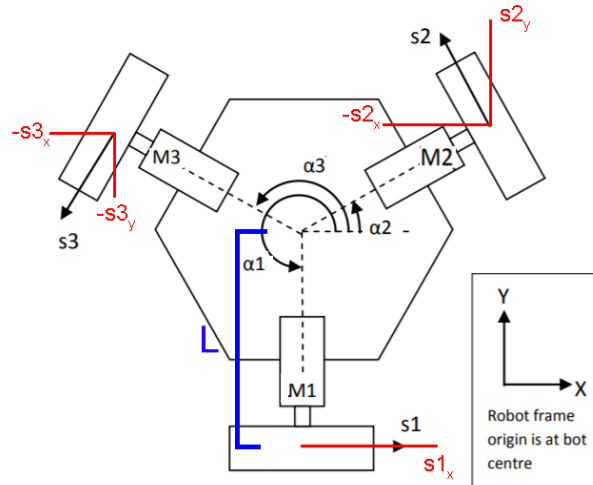 s2y
s2
-s2x
-s3x
M3
M2
α3
-s3y
s3
α2
α1
L
Y
X
M1
s1
s1x
Robot frame
origin is at bot
centre